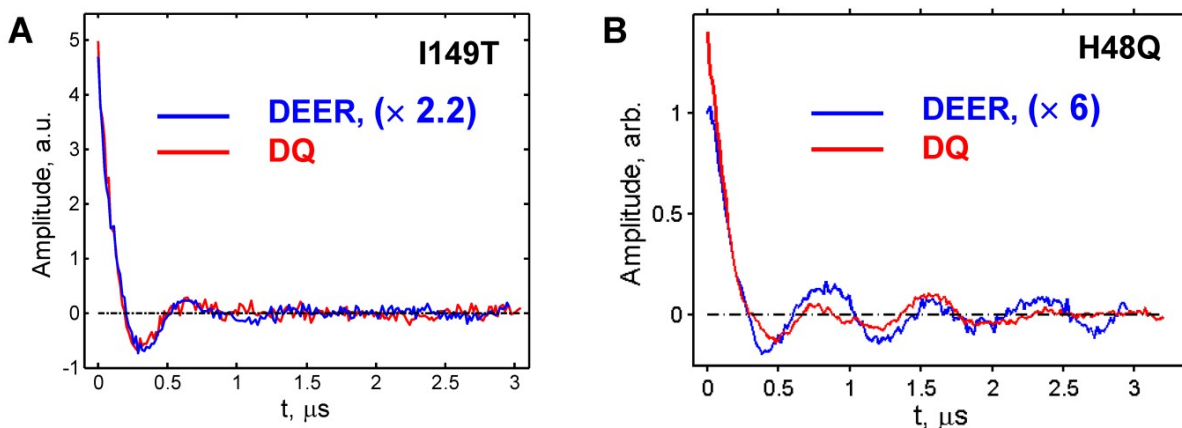 A
I149T
DEER, (× 2.2)
DQ
Amplitude, a.u.
5
4
3
2
1
0
-1
0
0.5
1
1.5
2
2.5
3
t, μs
B
H48Q
DEER, (× 6)
DQ
Amplitude, arb.
1
0.5
0
0
0.5
1
1.5
2
2.5
3
t, μs